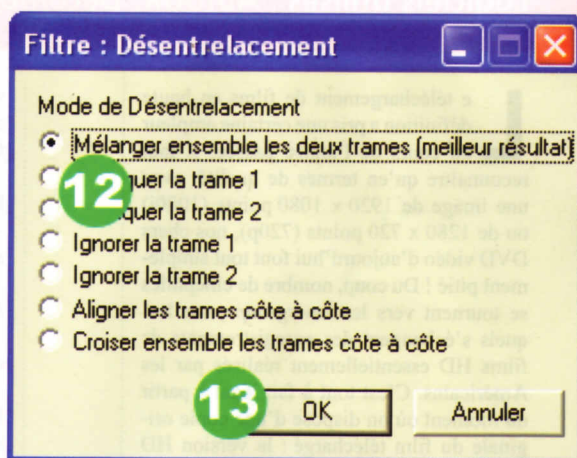 Filtre : Désentrelacement
Mode de Désentrelacement
Mélanger ensemble les deux trames (meilleur résultat)
12
quer la trame 1
quer la trame 2
Ignorer la trame 1
Ignorer la trame 2
Aligner les trames côte à côte
Croiser ensemble les trames côte à côte
13 OK Annuler